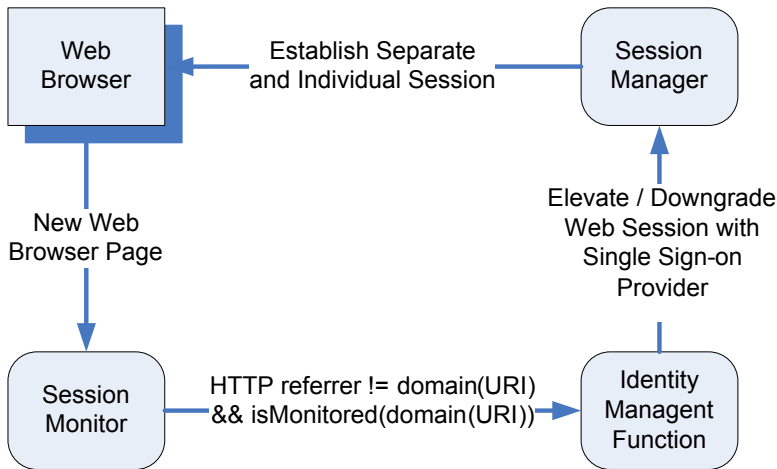 Web
Browser
Establish Separate
and Individual Session
Session
Manager
New Web
Browser Page
Elevate / Downgrade
Web Session with
Single Sign-on
Provider
Session
Monitor
HTTP referrer != domain(URI)
&& isMonitored(domain(URI))
Identity
Managent
Function